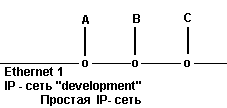 A B C
Ethernet 1
IP - сеть "development"
Простая IP- сеть